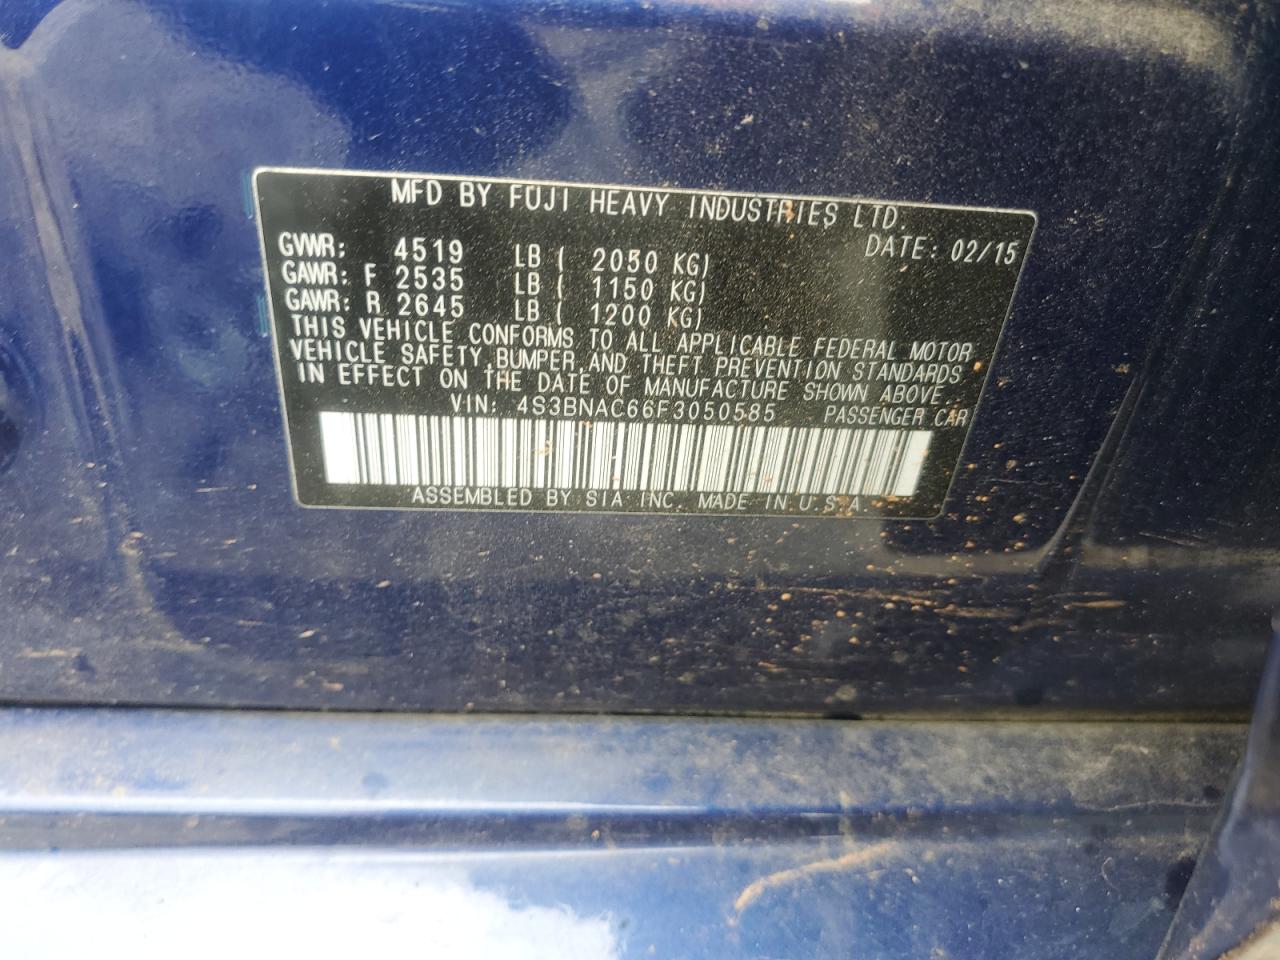 MFD BY FUJI HEAVY INDUSTRIES LTD.
DATE: 02/15
GVWR: 4519 LB ( 2050 KG)
GAWR: F 2535 LB ( 1150 KG)
GAWR: R 2645 LB ( 1200 KG)
THIS VEHICLE CONFORMS TO ALL APPLICABLE FEDERAL MOTOR
VEHICLE SAFETY, BUMPER, AND THEFT PREVENTION STANDARDS
IN EFFECT ON THE DATE OF MANUFACTURE SHOWN ABOVE.
VIN: 4S3BNAC66F3050585 PASSENGER CAR
ASSEMBLED BY SIA INC. MADE IN U.S.A.